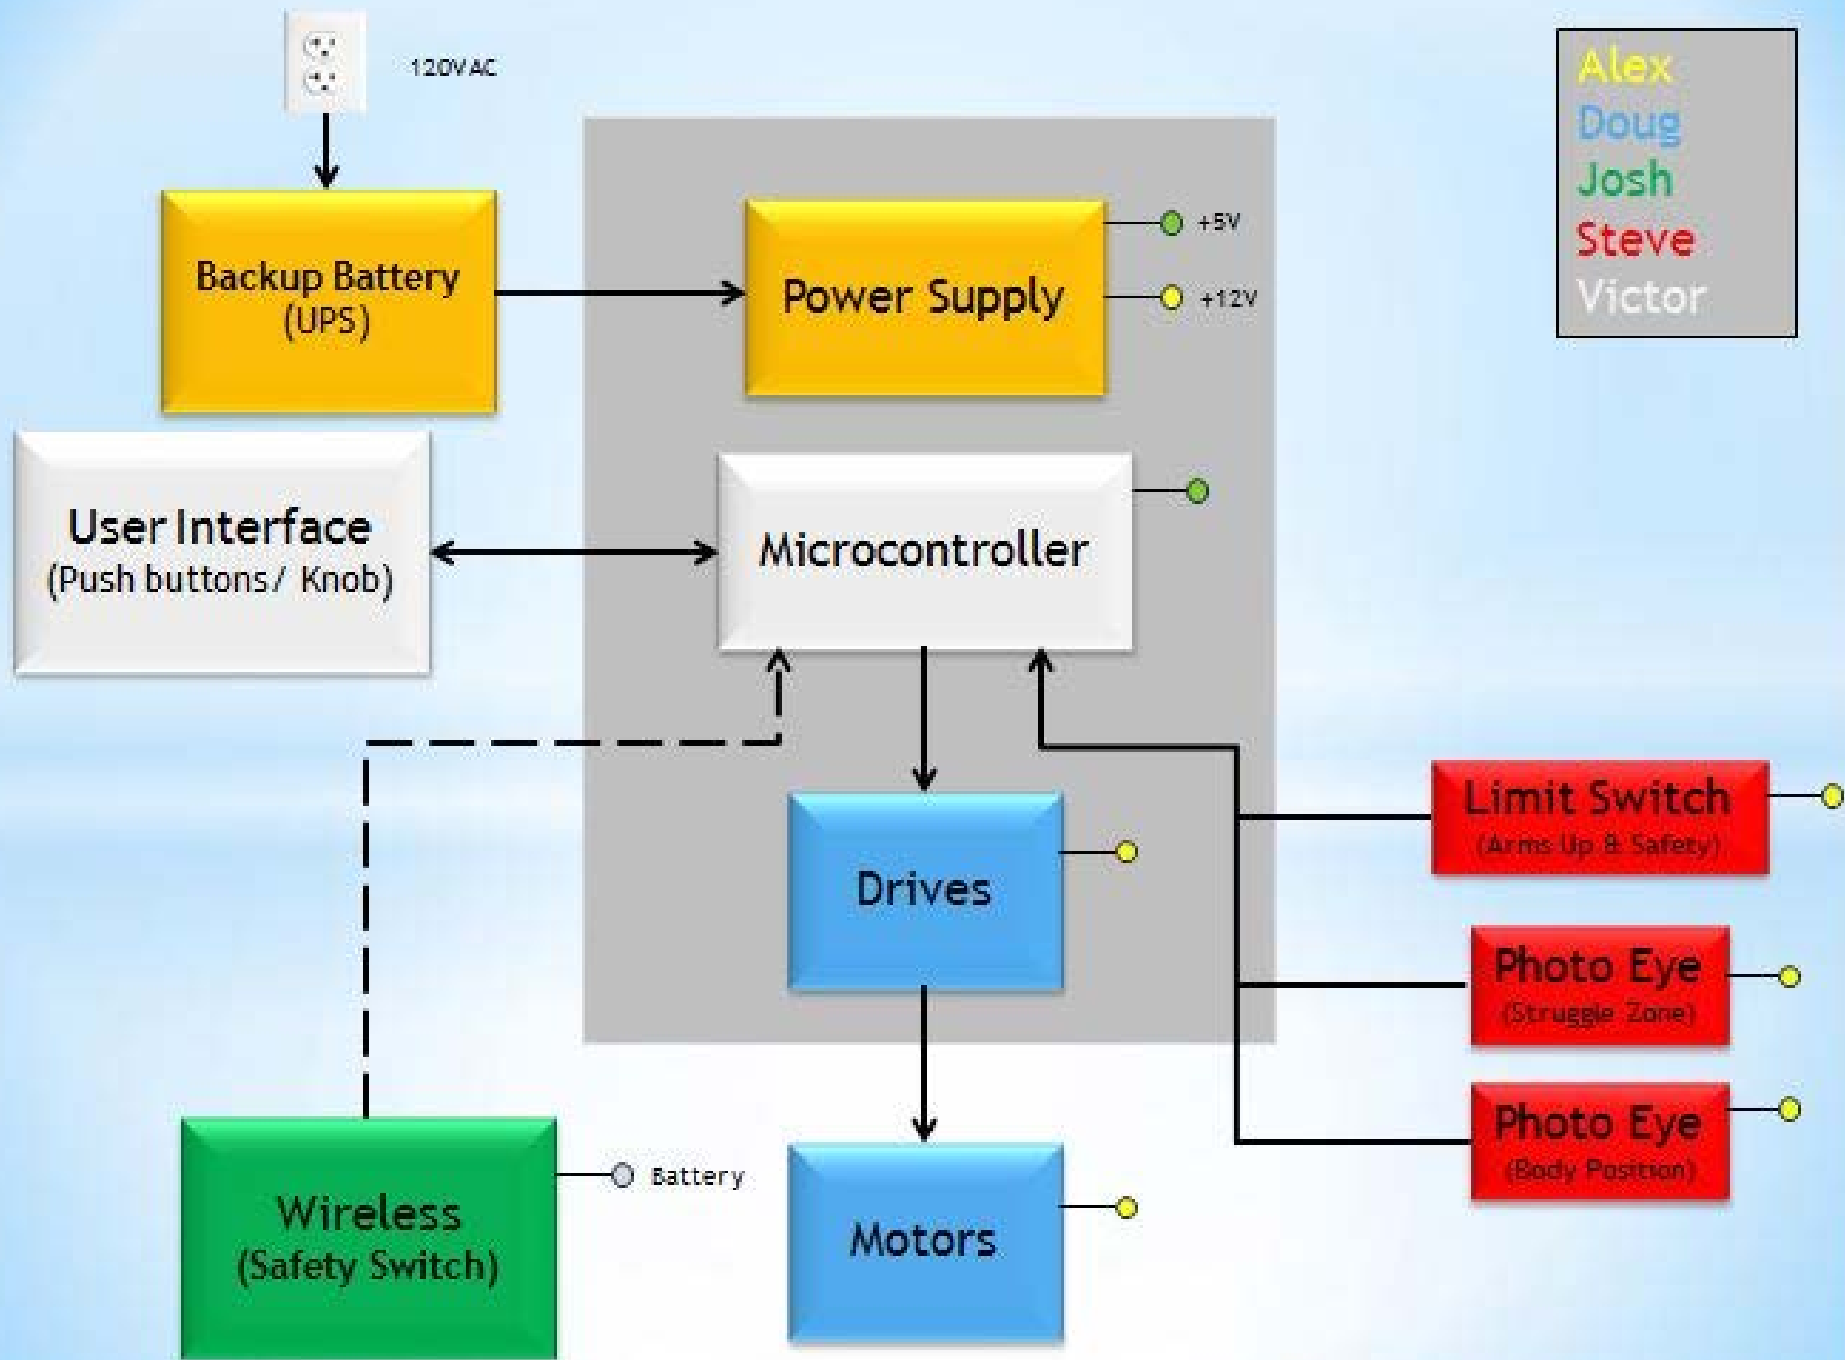 120VAC
Alex
Doug
Josh
Steve
Victor
Backup Battery
(UPS)
Power Supply
+5V
+12V
User Interface
(Push buttons/ Knob)
Microcontroller
Limit Switch
(Arms Up & Safety)
Drives
Photo Eye
(Struggle Zone)
Photo Eye
(Body Position)
Wireless
(Safety Switch)
Battery
Motors